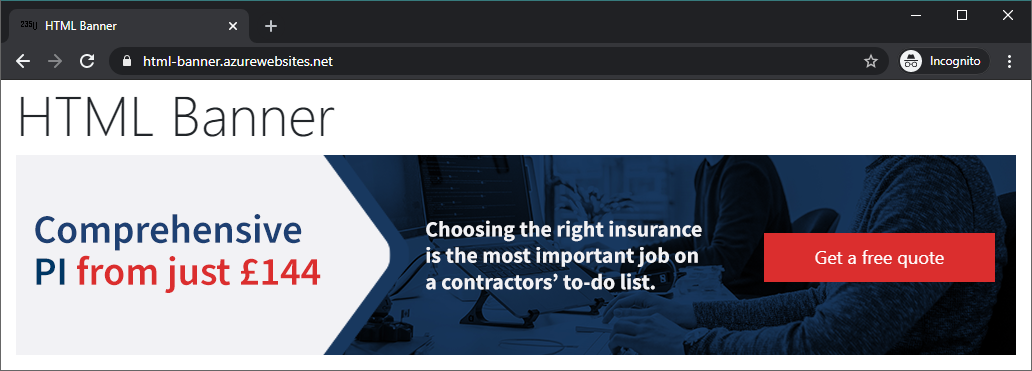 HTML Banner
html-banner.azurewebsites.net
Incognito
HTML Banner
Comprehensive
PI from just £144
Choosing the right insurance
is the most important job on
a contractors’ to-do list.
Get a free quote